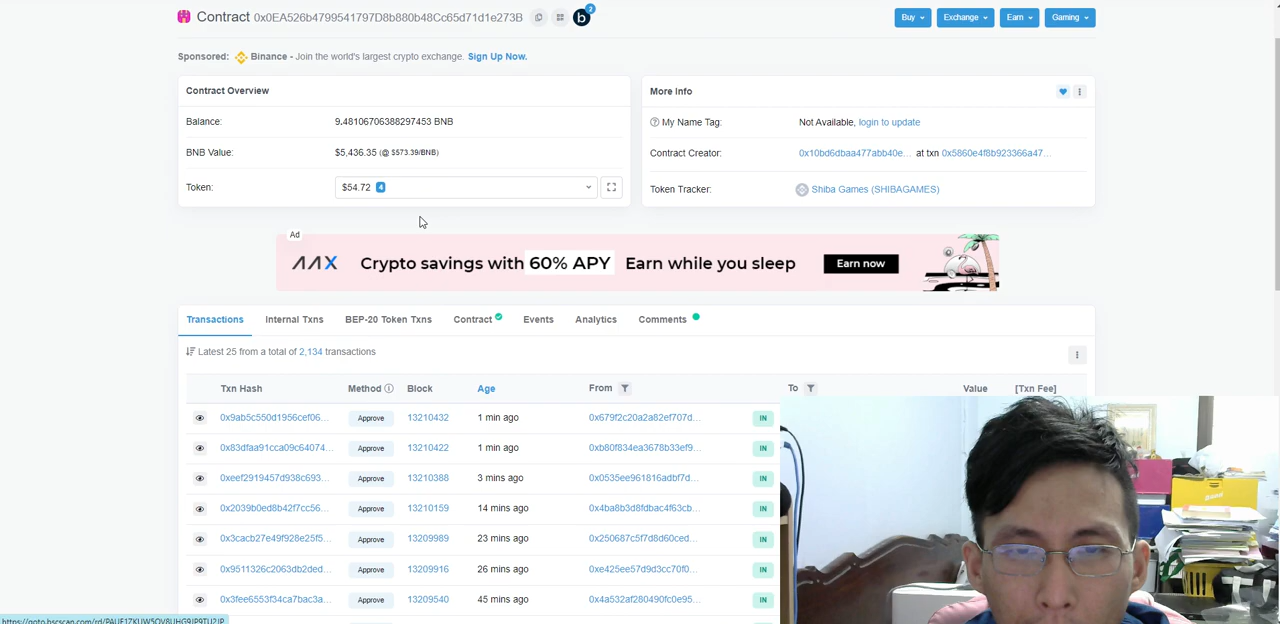 Contract 0x0EA526b4799541797D8b880b48Cc65d71d1e273B b 2
Buy Exchange Earn Gaming
Sponsored: Binance - Join the world's largest crypto exchange. Sign Up Now.
Contract Overview
Balance: 9.48106706388297453 BNB
BNB Value: $5,436.35 (@ $573.39/BNB)
Token: $54.72 4
More Info
My Name Tag: Not Available, login to update
Contract Creator: 0x10bd6dbaa477abb40e... at txn 0x5860e4f8b923366a47...
Token Tracker: Shiba Games (SHIBAGAMES)
Ad
AAX Crypto savings with 60% APY Earn while you sleep Earn now
Transactions Internal Txns BEP-20 Token Txns Contract Events Analytics Comments
Latest 25 from a total of 2,134 transactions
Txn Hash Method Block Age From To Value [Txn Fee]
0x9ab5c550d1956cef06... Approve 13210432 1 min ago 0x679f2c20a2a82ef707d... IN
0x83dfaa91cca09c64074... Approve 13210422 1 min ago 0xb80f834ea3678b33ef9... IN
0xeef2919457d938c693... Approve 13210388 3 mins ago 0x0535ee961816adbf7d... IN
0x2039b0ed8b42f7cc56... Approve 13210159 14 mins ago 0x4ba8b3d8fdbac4f63cb... IN
0x3cacb27e49f928e25f5... Approve 13209989 23 mins ago 0x250687c5f7d8d60ced... IN
0x9511326c2063db2ded... Approve 13209916 26 mins ago 0xe425ee57d9d3cc70f0... IN
0x3fee6553f34ca7bac3a... Approve 13209540 45 mins ago 0x4a532af280490fc0e95... IN